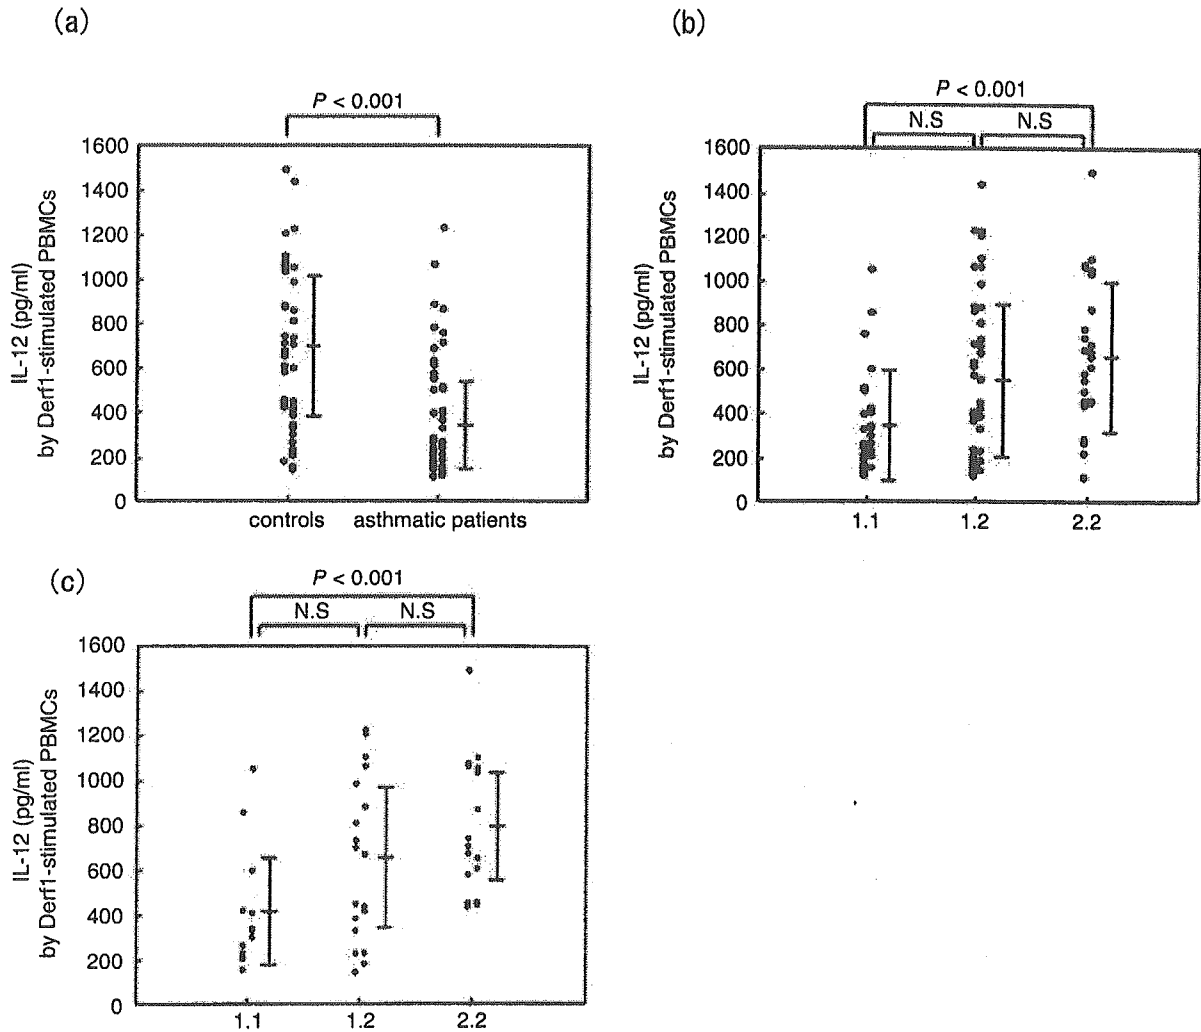 (a)
P < 0.001
IL-12 (pg/ml)
by Derf1-stimulated PBMCs
1600
1400
1200
1000
800
600
400
200
0
controls
asthmatic patients
(b)
P < 0.001
N.S
N.S
IL-12 (pg/ml)
by Derf1-stimulated PBMCs
1600
1400
1200
1000
800
600
400
200
0
1.1
1.2
2.2
(c)
P < 0.001
N.S
N.S
IL-12 (pg/ml)
by Derf1-stimulated PBMCs
1600
1400
1200
1000
800
600
400
200
0
1.1
1.2
2.2